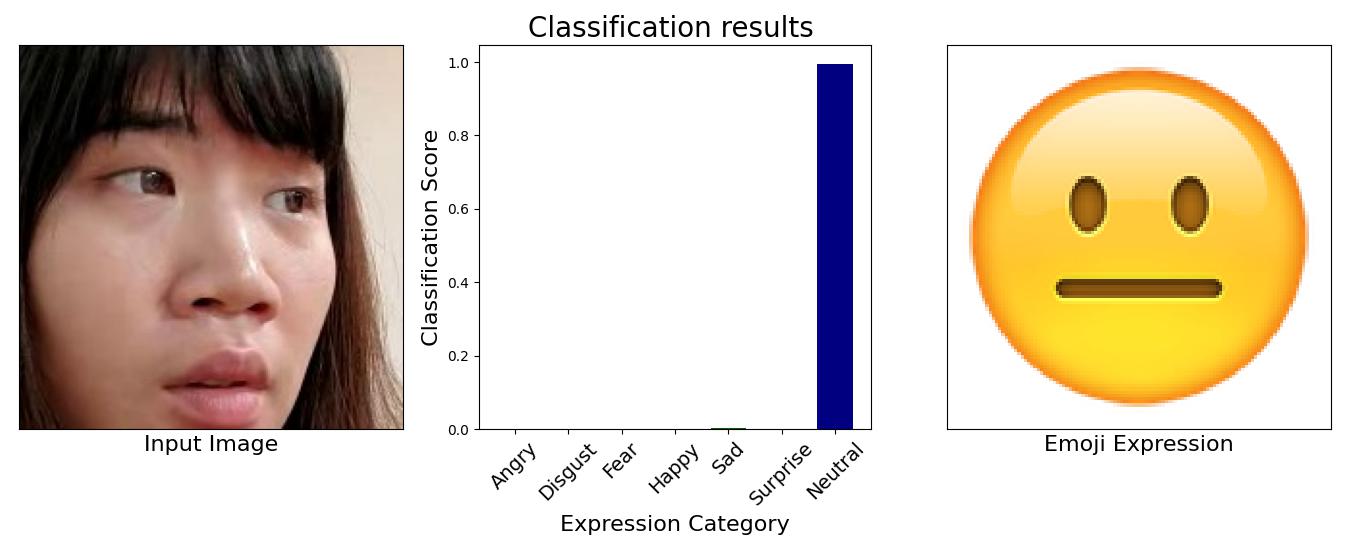 Classification results
Classification Score
1.0
0.8
0.6
0.4
0.2
0.0
Angry
Disgust
Fear
Happy
Sad
Surprise
Neutral
Expression Category
Input Image
Emoji Expression